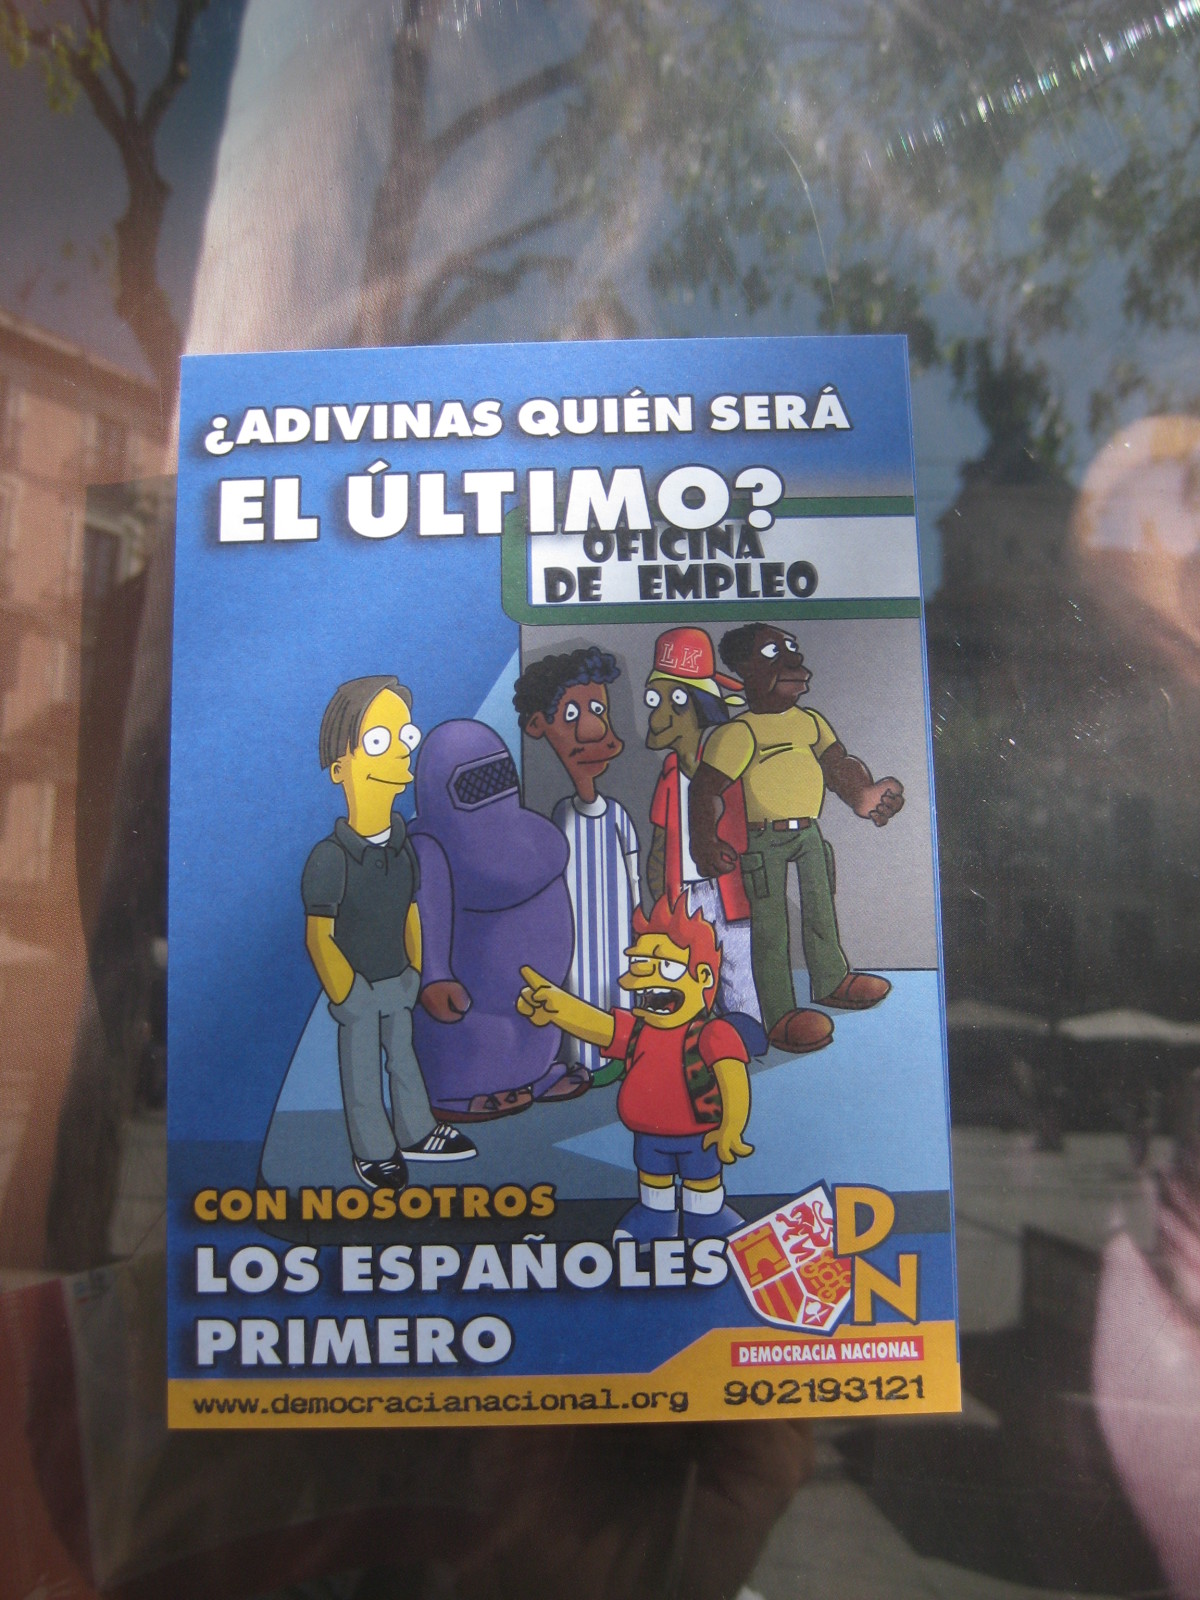 ¿ADIVINAS QUIÉN SERÁ
EL ÚLTIMO?
OFICINA
DE EMPLEO
LK
CON NOSOTROS
LOS ESPAÑOLES
PRIMERO
DN
DEMOCRACIA NACIONAL
www.democracianacional.org 902193121